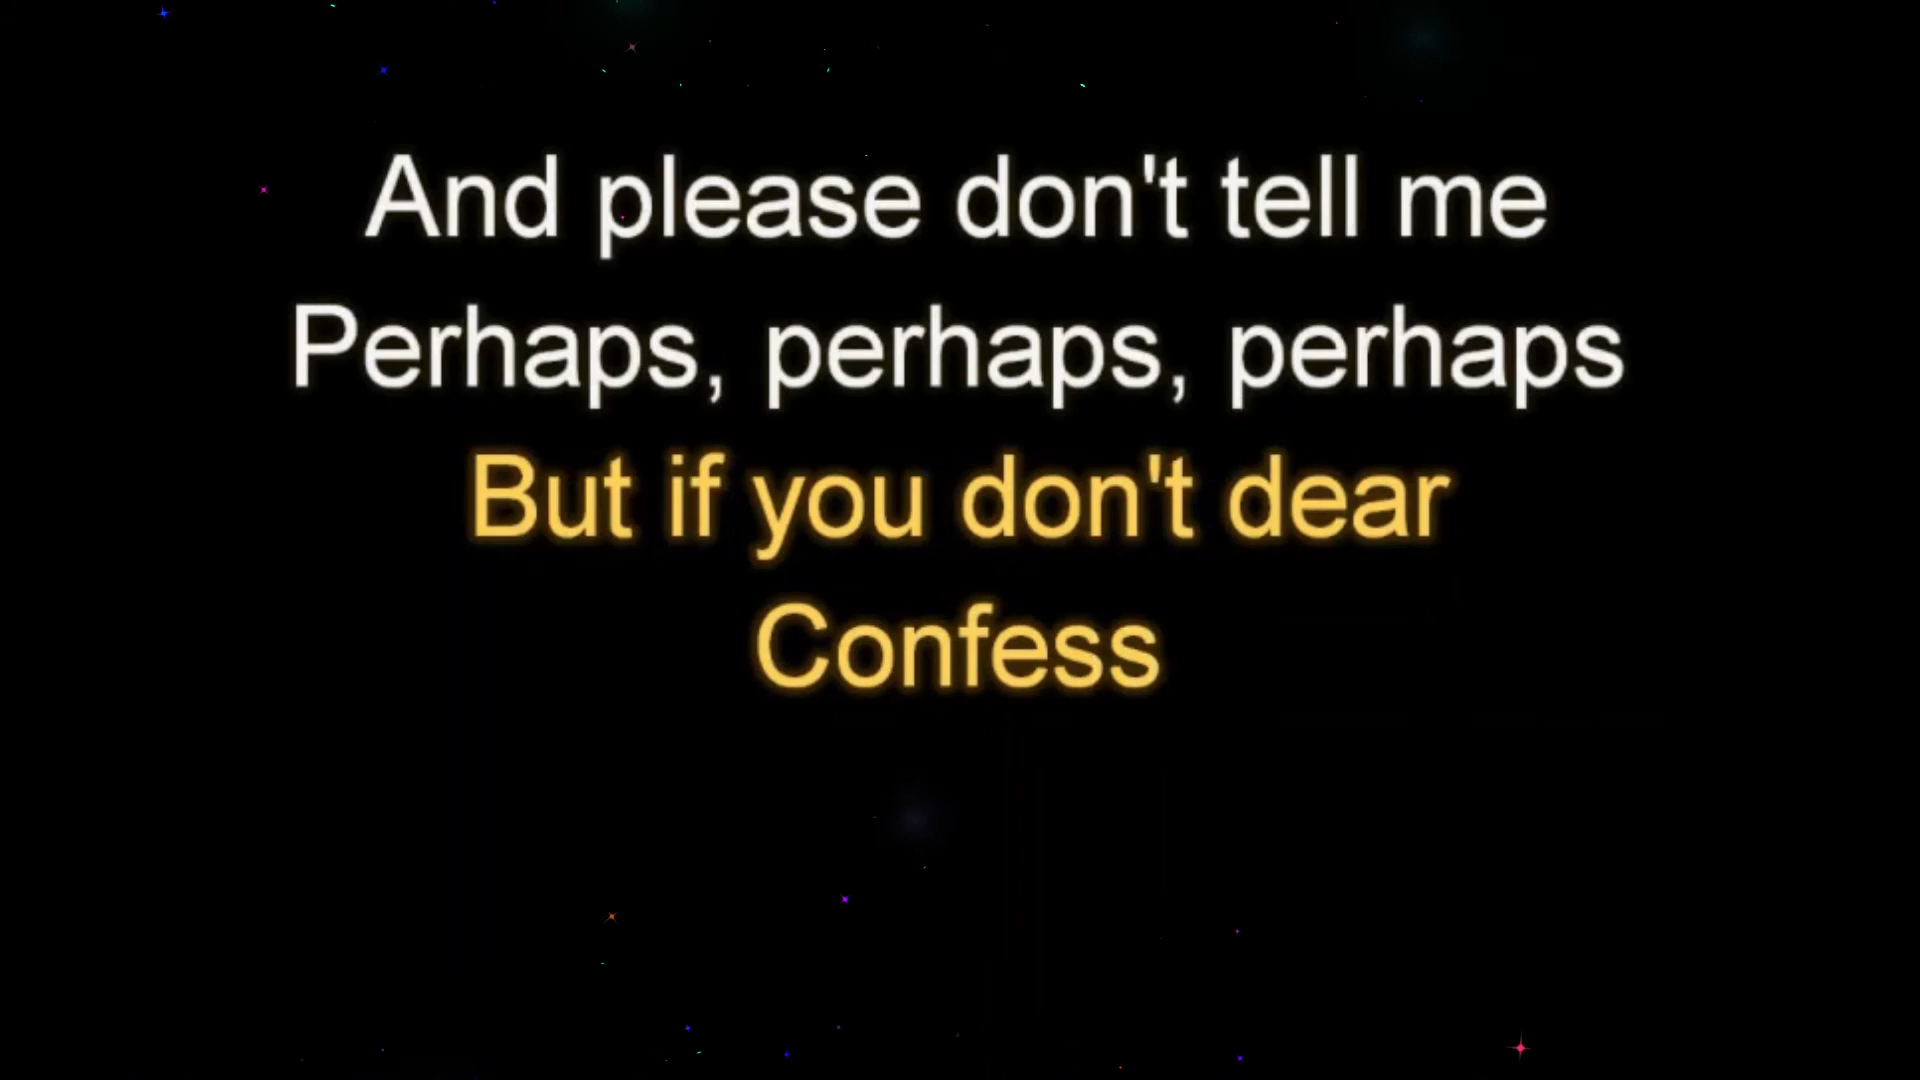 And please don't tell me
Perhaps, perhaps, perhaps
But if you don't dear
Confess